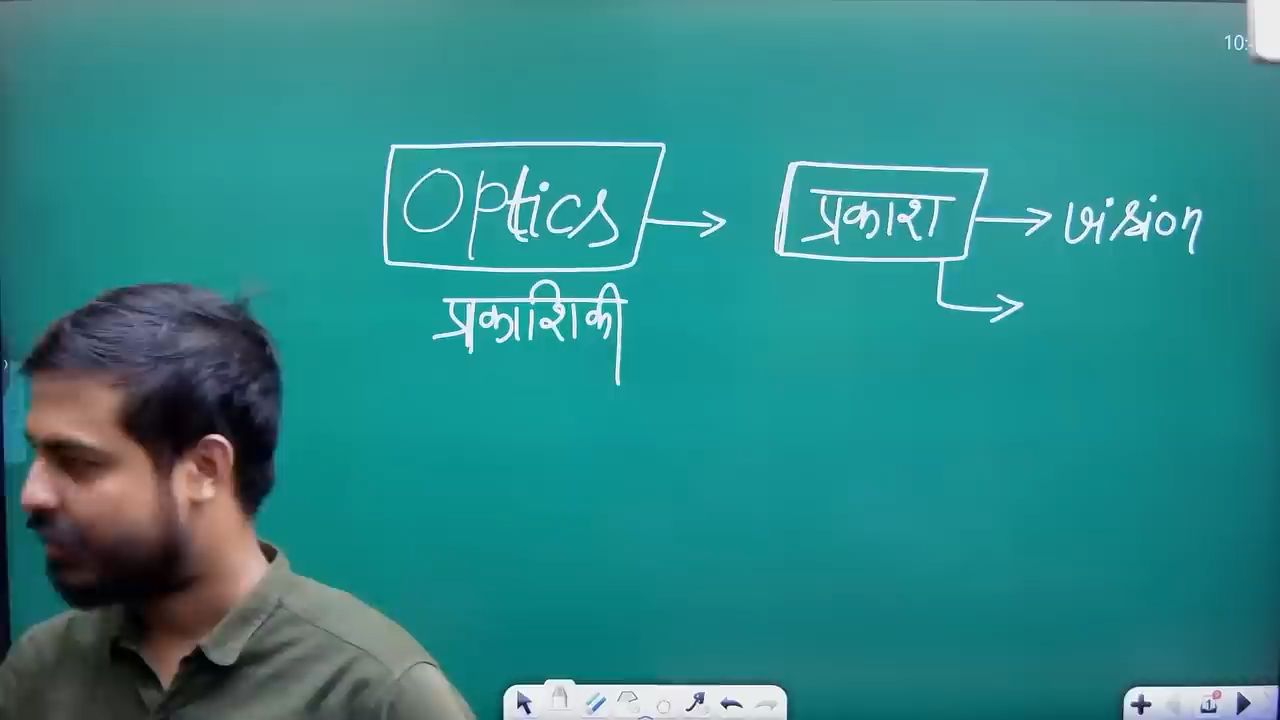 Optics → प्रकाश → vision
प्रकाशिकी